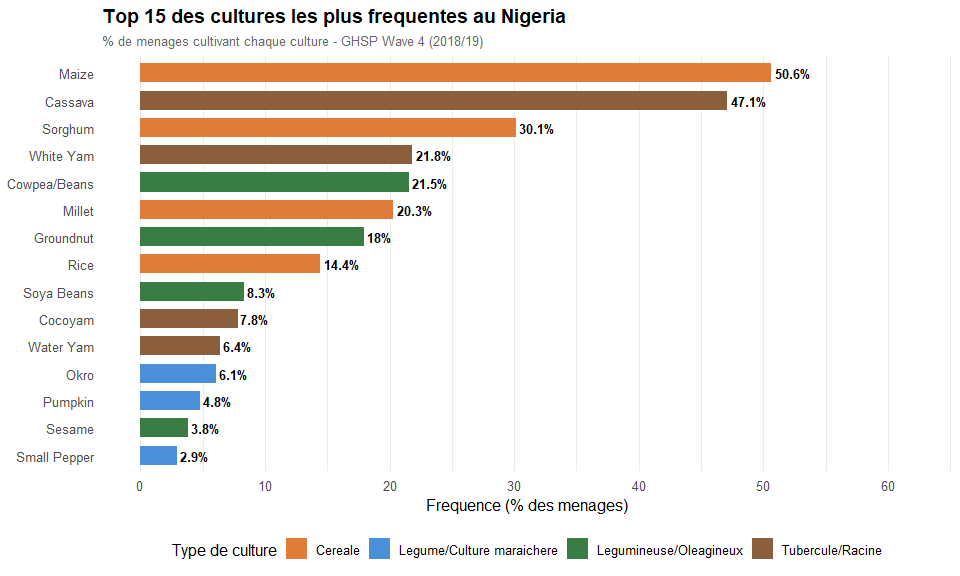 Top 15 des cultures les plus frequentes au Nigeria
% de menages cultivant chaque culture - GHSP Wave 4 (2018/19)
Maize 50.6%
Cassava 47.1%
Sorghum 30.1%
White Yam 21.8%
Cowpea/Beans 21.5%
Millet 20.3%
Groundnut 18%
Rice 14.4%
Soya Beans 8.3%
Cocoyam 7.8%
Water Yam 6.4%
Okro 6.1%
Pumpkin 4.8%
Sesame 3.8%
Small Pepper 2.9%
0 10 20 30 40 50 60
Frequence (% des menages)
Type de culture Cereale Legume/Culture maraichere Legumineuse/Oleagineux Tubercule/Racine